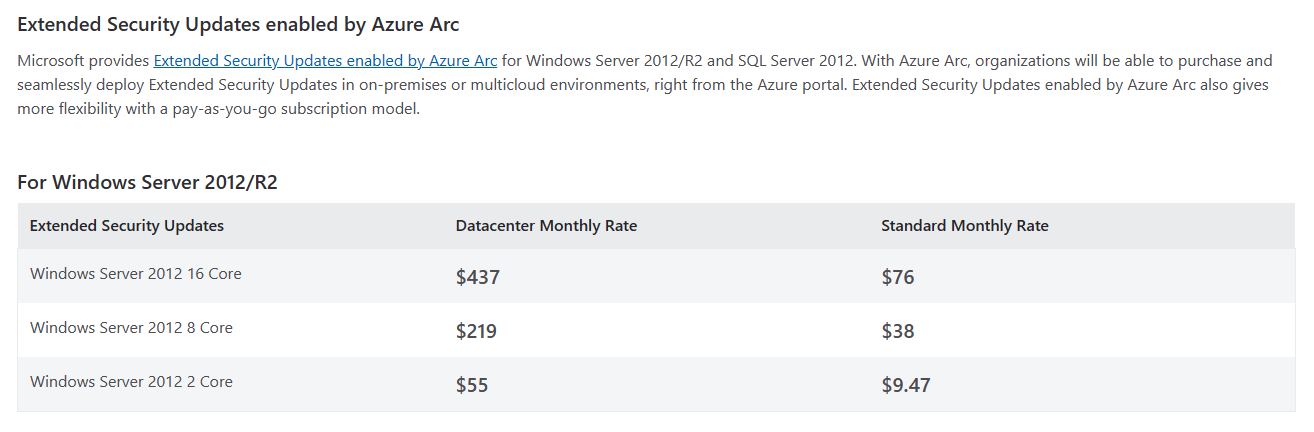 Extended Security Updates enabled by Azure Arc
Microsoft provides Extended Security Updates enabled by Azure Arc for Windows Server 2012/R2 and SQL Server 2012. With Azure Arc, organizations will be able to purchase and
seamlessly deploy Extended Security Updates in on-premises or multicloud environments, right from the Azure portal. Extended Security Updates enabled by Azure Arc also gives
more flexibility with a pay-as-you-go subscription model.
For Windows Server 2012/R2
Extended Security Updates Datacenter Monthly Rate Standard Monthly Rate
Windows Server 2012 16 Core $437 $76
Windows Server 2012 8 Core $219 $38
Windows Server 2012 2 Core $55 $9.47